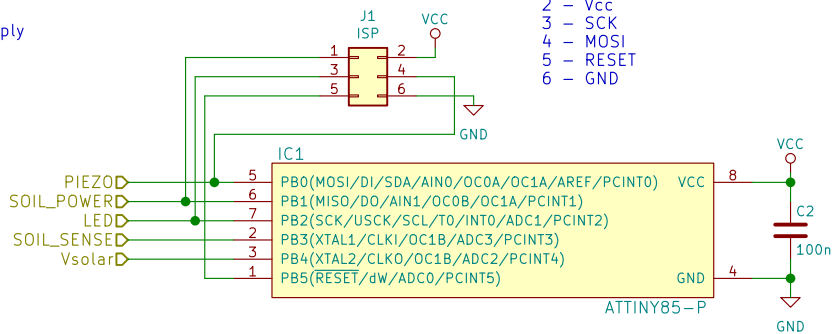 ply
J1
ISP
VCC
1 2
3 4
5 6
GND
2 – Vcc
3 – SCK
4 – MOSI
5 – RESET
6 – GND
IC1
PIEZO 5 PB0(MOSI/DI/SDA/AIN0/OC0A/OC1A/AREF/PCINT0) VCC 8
SOIL_POWER 6 PB1(MISO/DO/AIN1/OC0B/OC1A/PCINT1)
LED 7 PB2(SCK/USCK/SCL/T0/INT0/ADC1/PCINT2)
SOIL_SENSE 2 PB3(XTAL1/CLKI/OC1B/ADC3/PCINT3)
Vsolar 3 PB4(XTAL2/CLKO/OC1B/ADC2/PCINT4)
1 PB5(RESET/dW/ADC0/PCINT5) GND 4
ATTINY85-P
VCC
C2
100n
GND